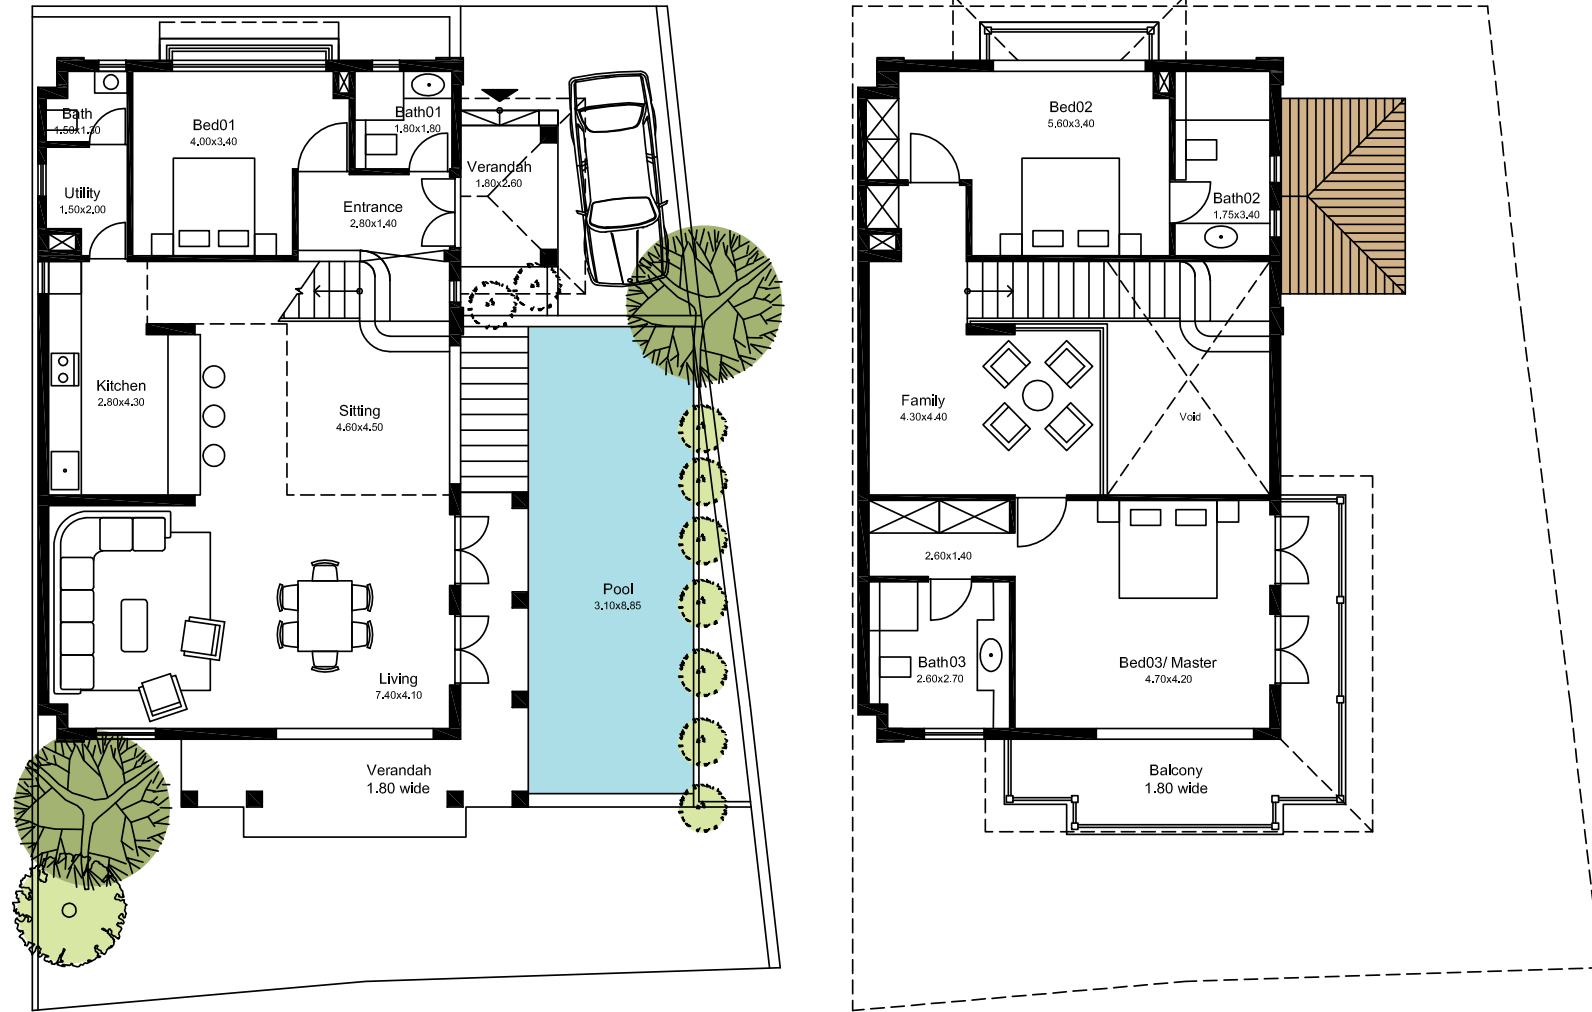 Bath
1.50x1.30
Bed01
4.00x3.40
Bath01
1.80x1.80
Verandah
1.80x2.60
Utility
1.50x2.00
Entrance
2.80x1.40
Kitchen
2.80x4.30
Sitting
4.60x4.50
Pool
3.10x8.85
Living
7.40x4.10
Verandah
1.80 wide
Bed02
5.60x3.40
Bath02
1.75x3.40
Family
4.30x4.40
Void
2.60x1.40
Bath03
2.60x2.70
Bed03/ Master
4.70x4.20
Balcony
1.80 wide